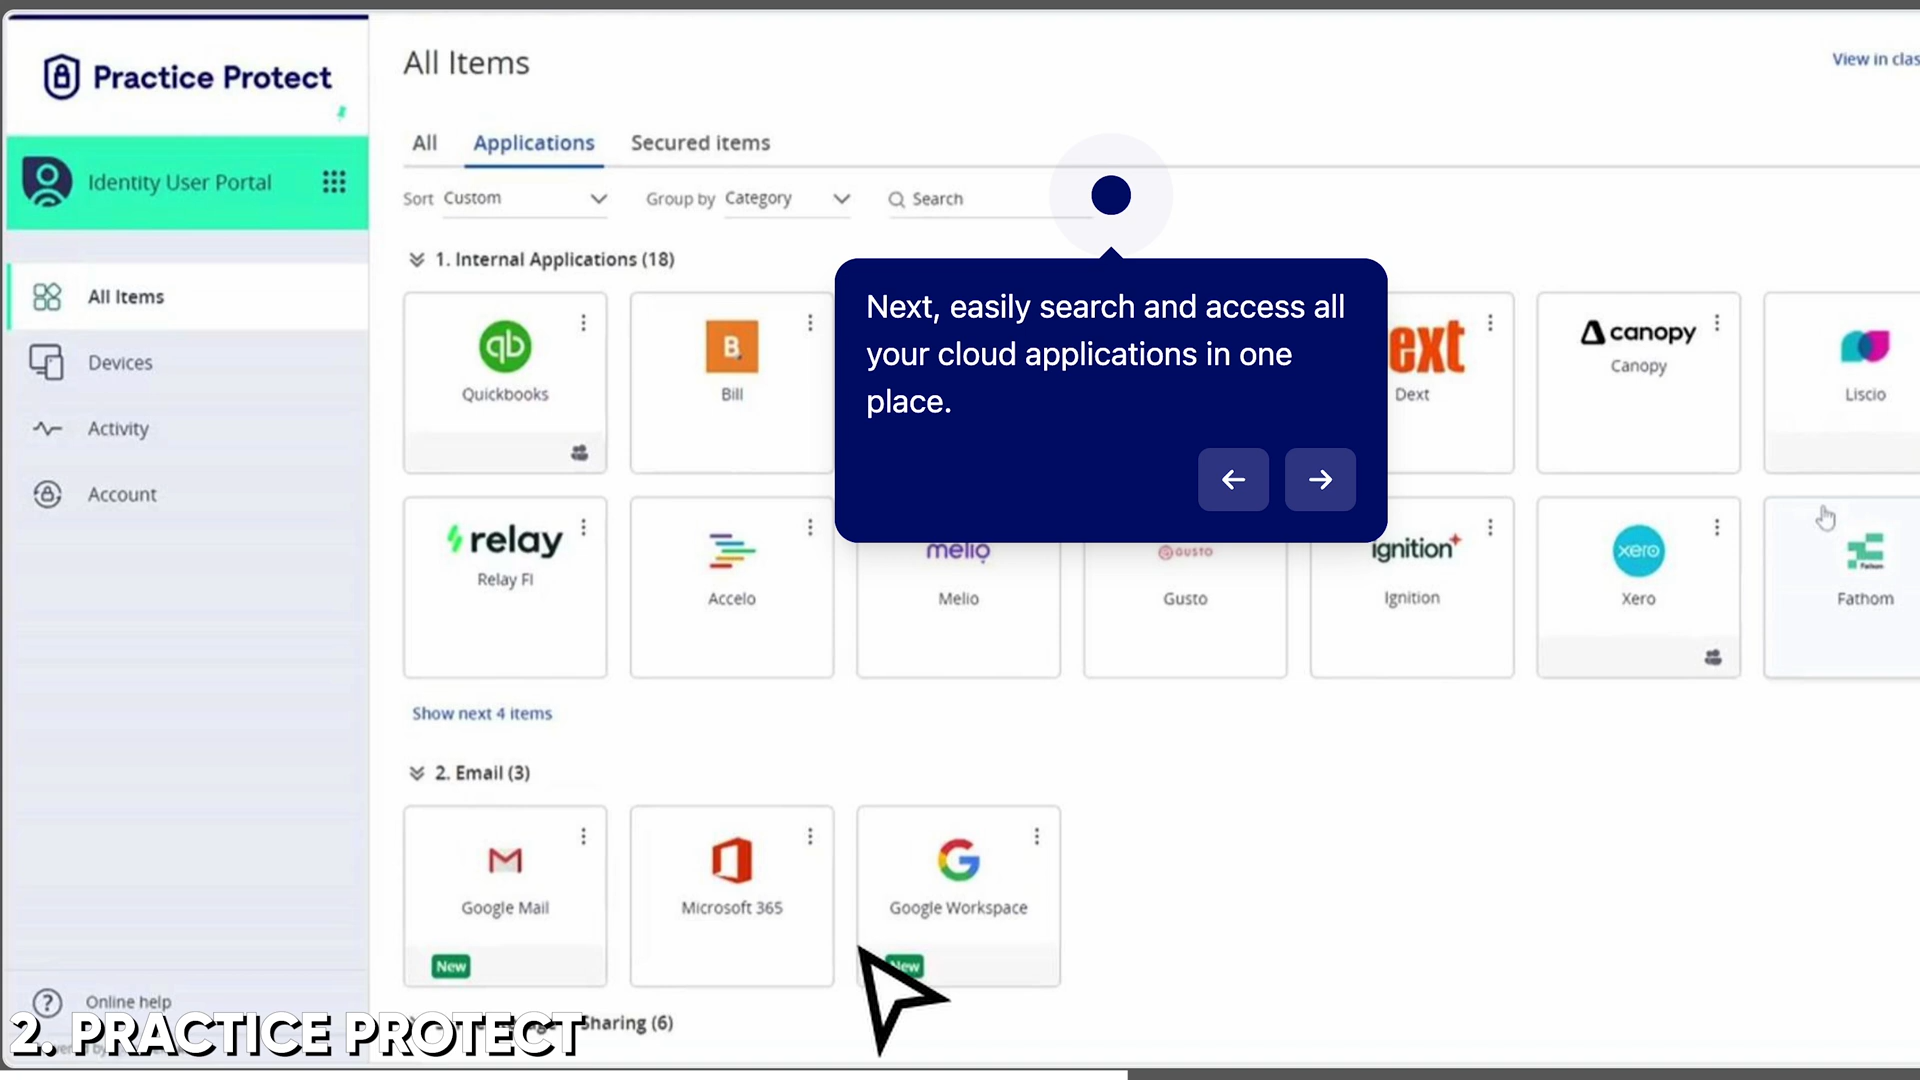 Practice Protect
Identity User Portal
All Items
Devices
Activity
Account
Online help
2. PRACTICE PROTECT
All Items
View in clas
All
Applications
Secured items
Sort
Custom
Group by
Category
Search
1. Internal Applications (18)
qb
Quickbooks
B
Bill
ext
Dext
canopy
Canopy
Liscio
Next, easily search and access all
your cloud applications in one
place.
relay
Relay FI
Accelo
melio
Melio
GUSTO
Gusto
ignition
Ignition
xero
Xero
Fathom
Fathom
Show next 4 items
2. Email (3)
Google Mail
New
Microsoft 365
Google Workspace
New
Sharing (6)